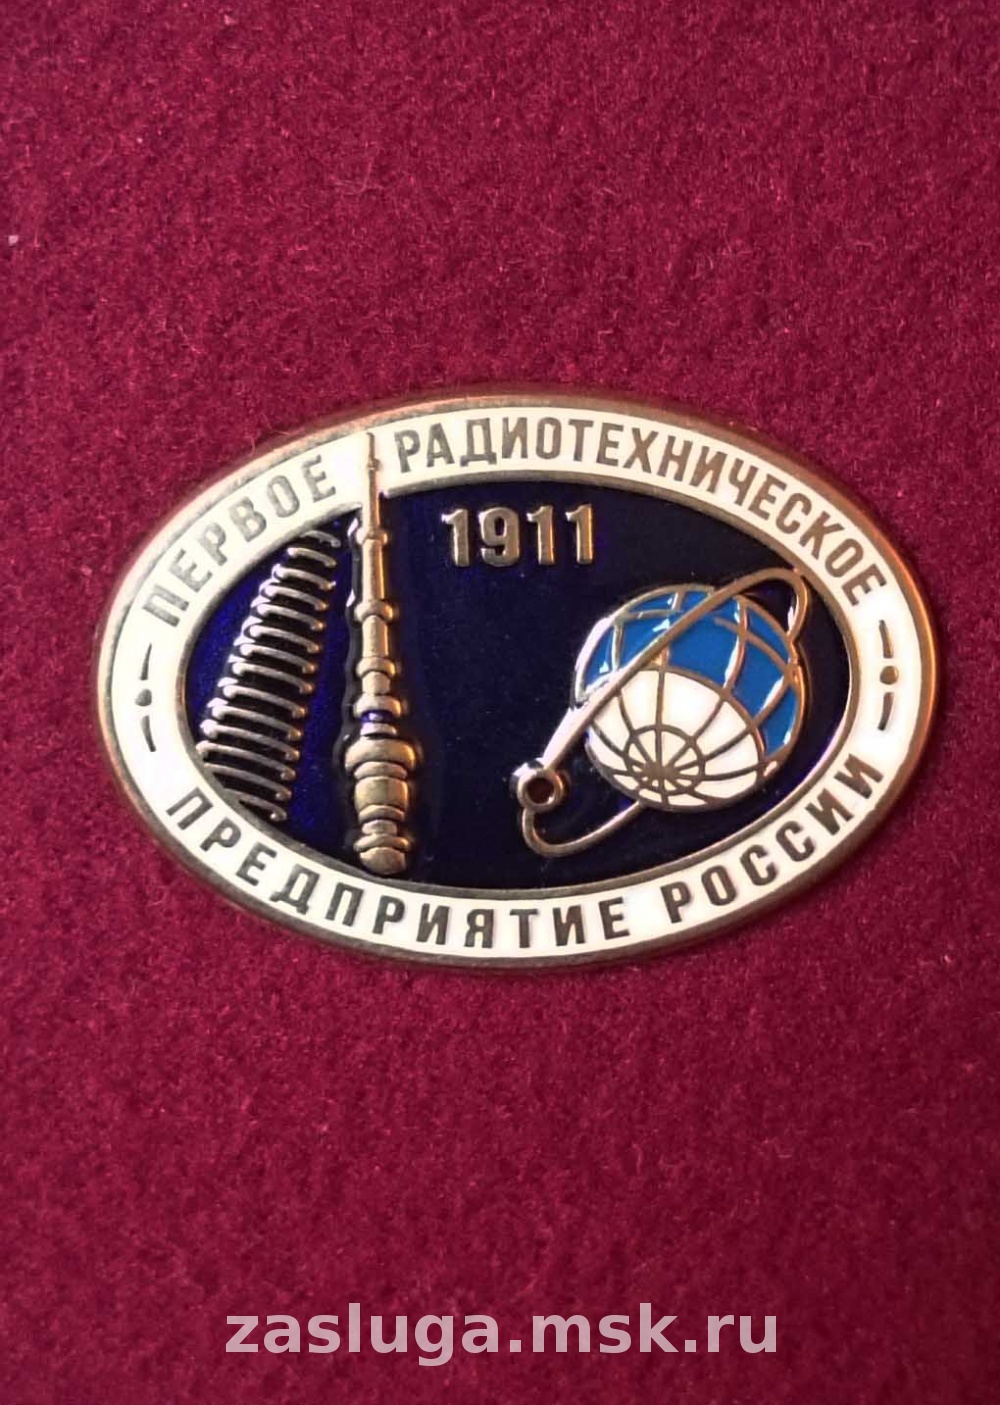 ПЕРВОЕ РАДИОТЕХНИЧЕСКОЕ
1911
ПРЕДПРИЯТИЕ РОССИИ
zasluga.msk.ru